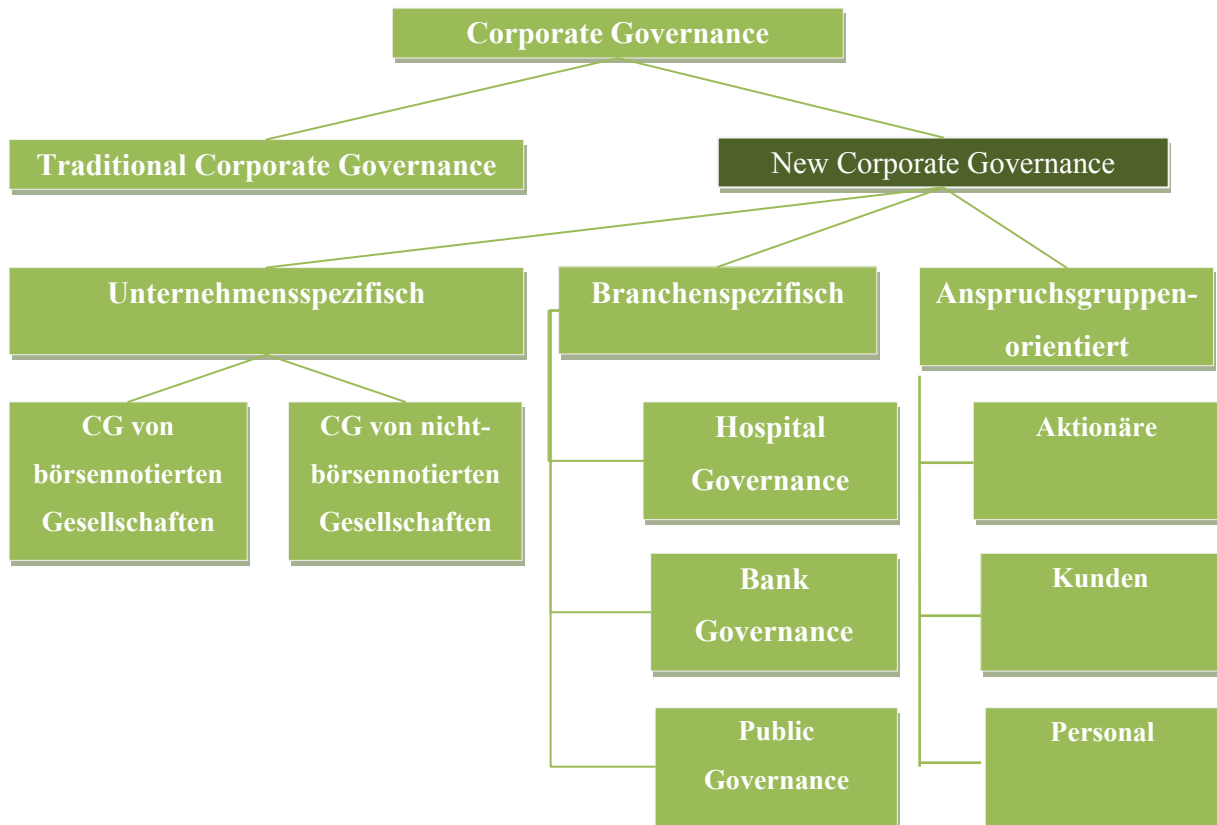 Corporate Governance
Traditional Corporate Governance
New Corporate Governance
Unternehmensspezifisch
Branchenspezifisch
Anspruchsgruppen-
orientiert
CG von
börsennotierten
Gesellschaften
CG von nicht-
börsennotierten
Gesellschaften
Hospital
Governance
Aktionäre
Bank
Governance
Kunden
Public
Governance
Personal